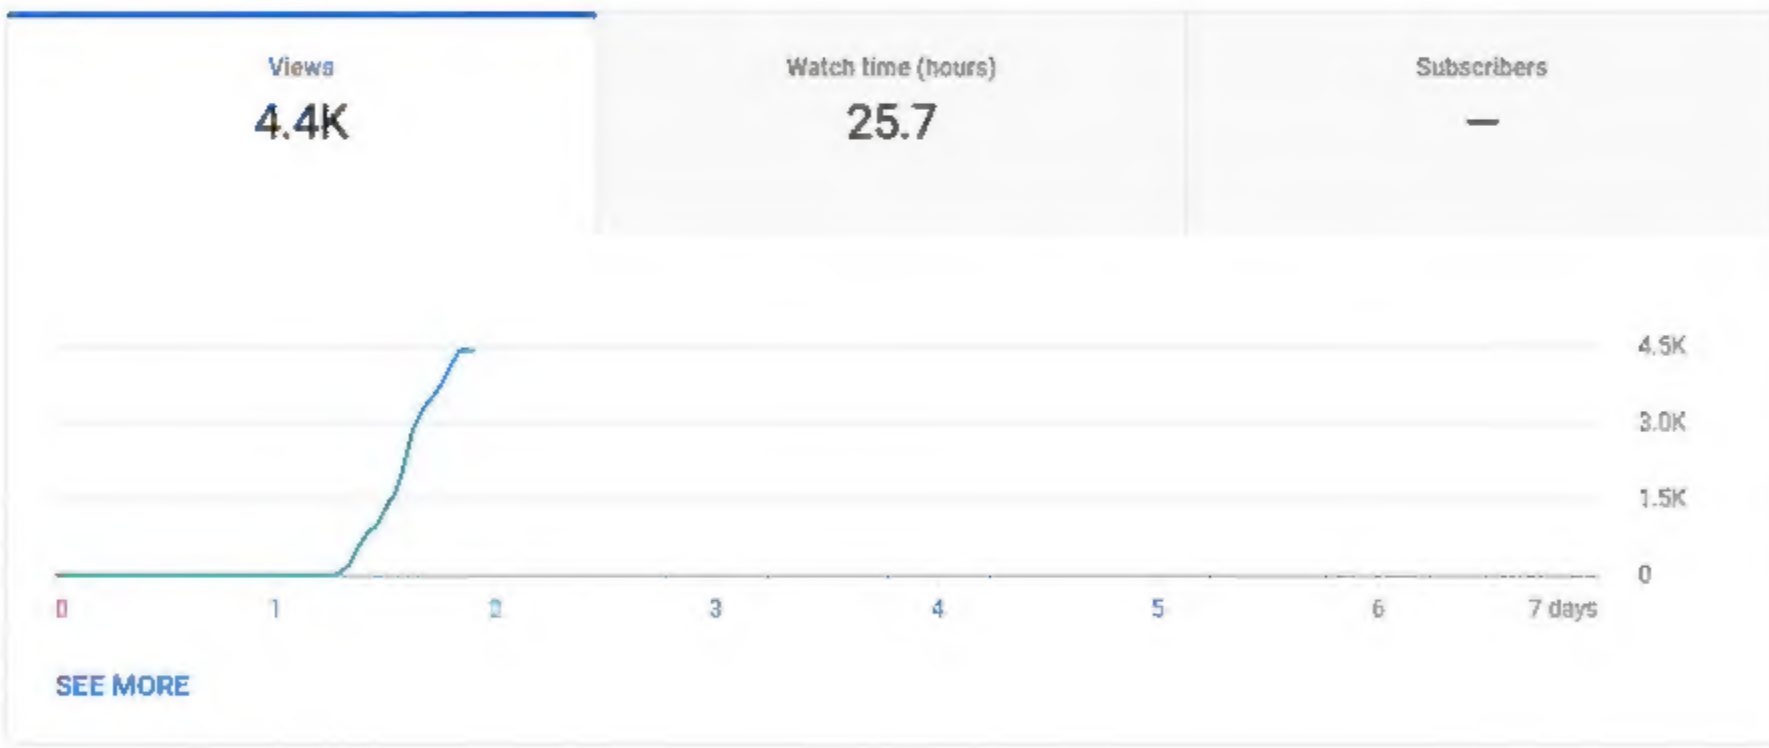 Views
4.4K
Watch time (hours)
25.7
Subscribers
—
4.5K
3.0K
1.5K
0
0 1 2 3 4 5 6 7 days
SEE MORE